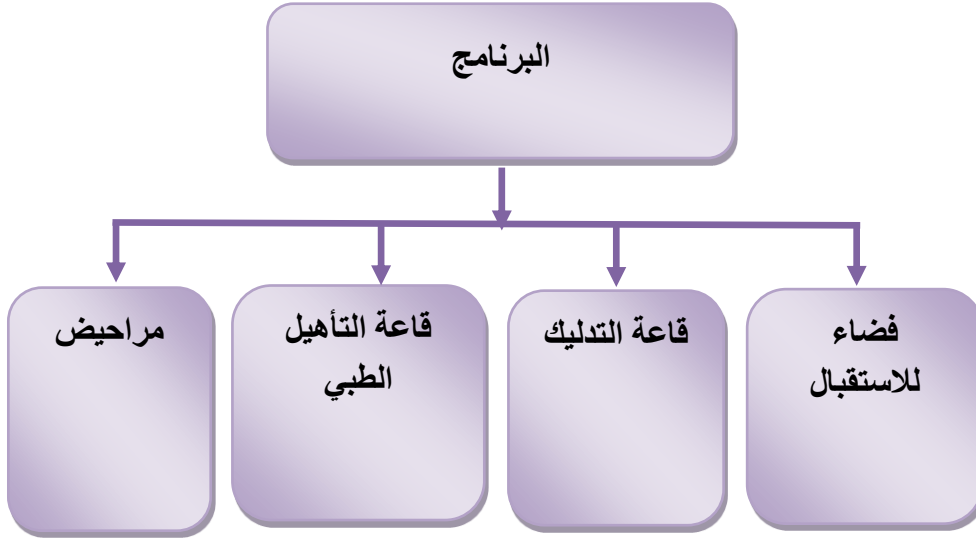 البرنامج
فضاء
للاستقبال
قاعة التدليك
قاعة التأهيل
الطبي
مراحيض